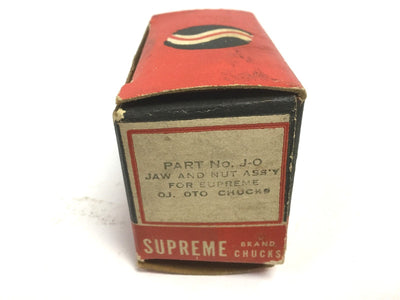 PART NO. J-O
JAW AND NUT ASS'Y
FOR SUPREME
OJ. OTO CHUCKS
SUPREME BRAND CHUCKS